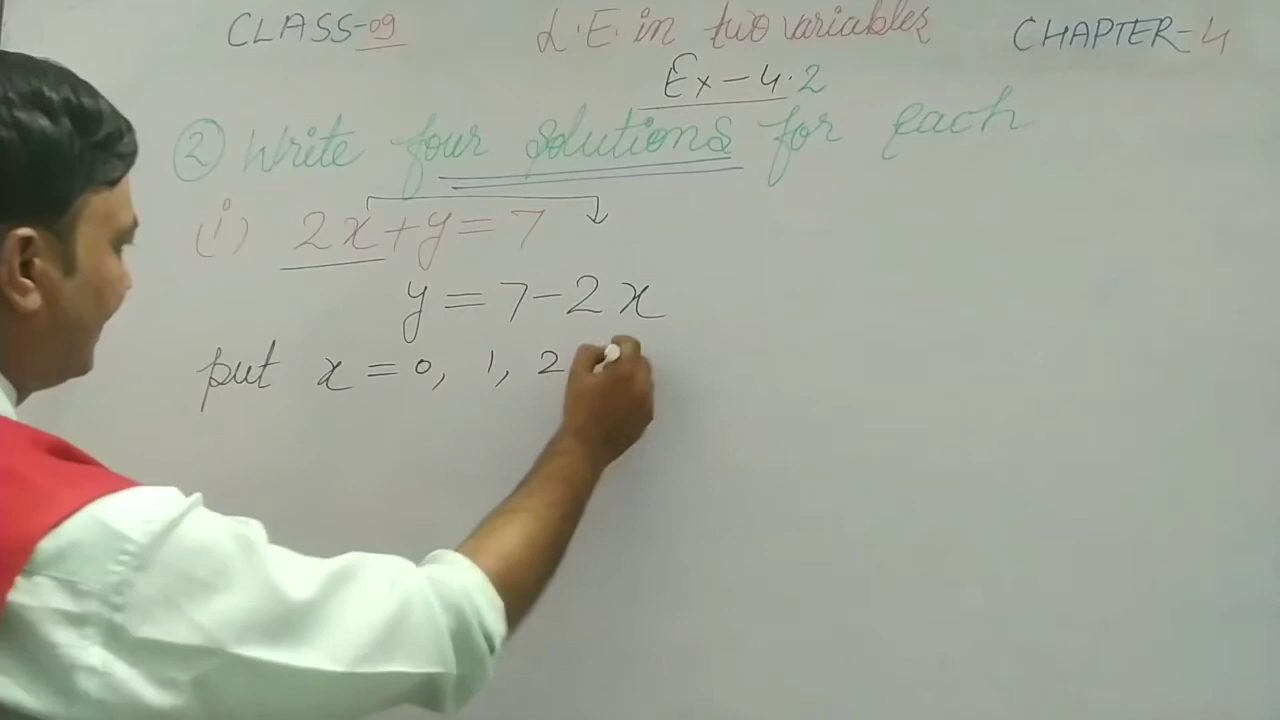 CLASS-09 L.E. in two variables CHAPTER-4
Ex-4.2
② Write four solutions for each
(i) 2x+y=7
y=7-2x
put x=0, 1, 2